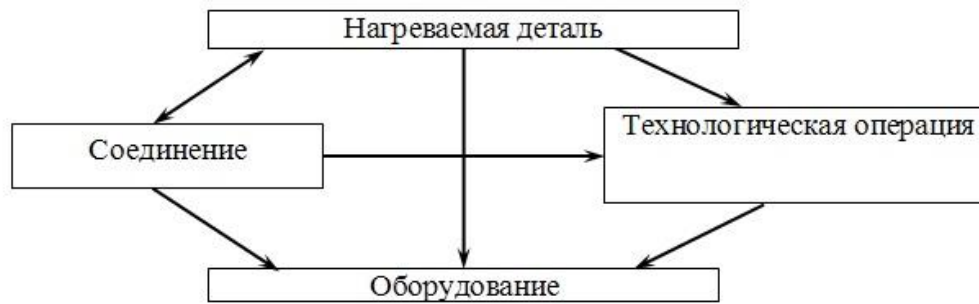 Нагреваемая деталь
Соединение
Технологическая операция
Оборудование